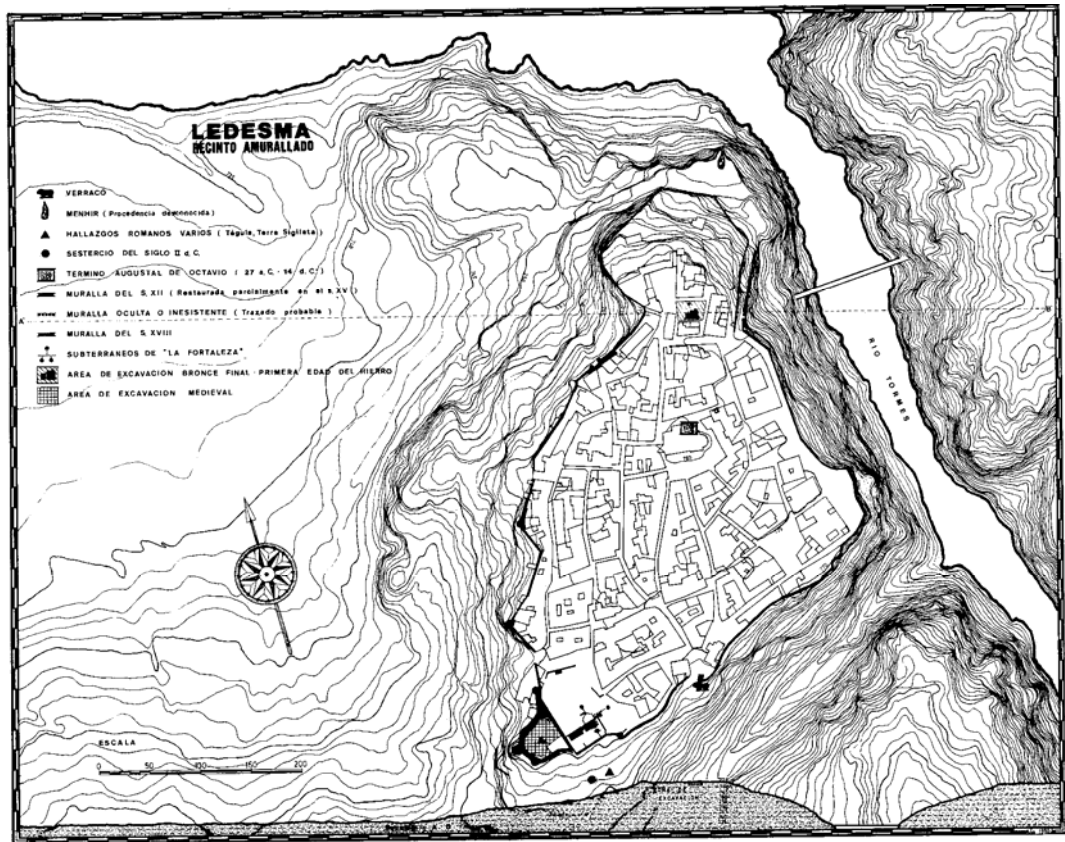 LEDESMA
RECINTO AMURALLADO
VERRACO
MENHIR (Procedencia desconocida)
HALLAZGOS ROMANOS VARIOS (Tégula, Terra Sigilata)
SESTERCIO DEL SIGLO II d.C.
TERMINO AUGUSTAL DE OCTAVIO (27 a.C.-14 d.C.)
MURALLA DEL S. XII (Restaurada parcialmente en el s. XV)
MURALLA OCULTA O INESISTENTE (Trazado probable)
MURALLA DEL S. XVIII
SUBTERRANEOS DE "LA FORTALEZA"
AREA DE EXCAVACION BRONCE FINAL-PRIMERA EDAD DEL HIERRO
AREA DE EXCAVACION MEDIEVAL
RIO TORMES
ESCALA
0 50 100 150 200
EXCAVACION